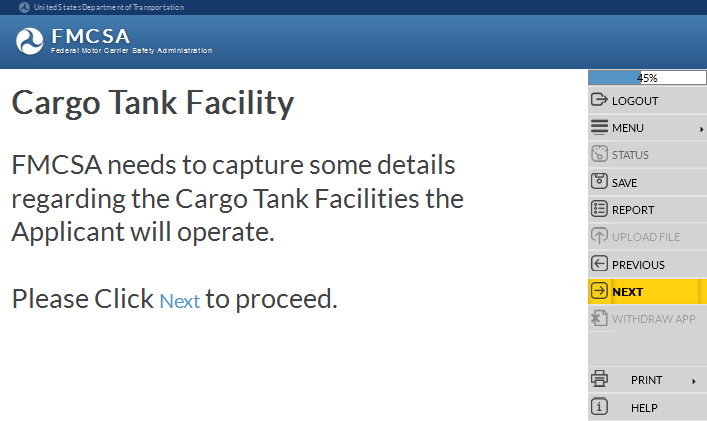 United States Department of Transportation
FMCSA
Federal Motor Carrier Safety Administration
45%
Cargo Tank Facility
FMCSA needs to capture some details
regarding the Cargo Tank Facilities the
Applicant will operate.
Please Click Next to proceed.
LOGOUT
MENU
STATUS
SAVE
REPORT
UPLOAD FILE
PREVIOUS
NEXT
WITHDRAW APP
PRINT
HELP